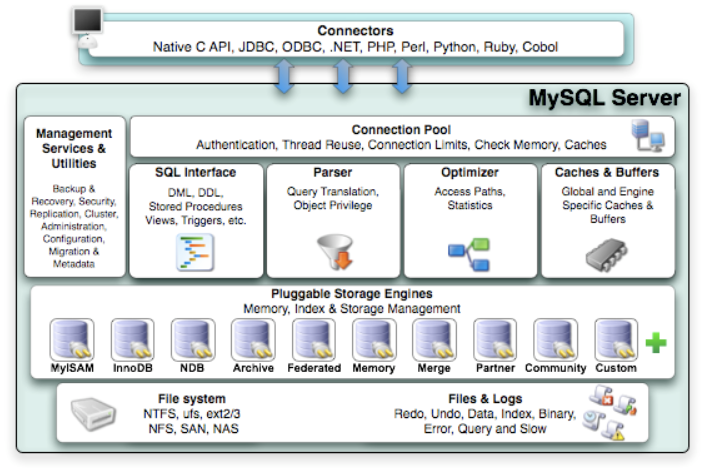 Connectors
Native C API, JDBC, ODBC, .NET, PHP, Perl, Python, Ruby, Cobol
MySQL Server
Management
Services &
Utilities
Backup &
Recovery, Security,
Replication, Cluster,
Administration,
Configuration,
Migration &
Metadata
Connection Pool
Authentication, Thread Reuse, Connection Limits, Check Memory, Caches
SQL Interface
DML, DDL,
Stored Procedures
Views, Triggers, etc.
Parser
Query Translation,
Object Privilege
Optimizer
Access Paths,
Statistics
Caches & Buffers
Global and Engine
Specific Caches &
Buffers
Pluggable Storage Engines
Memory, Index & Storage Management
MyISAM
InnoDB
NDB
Archive
Federated
Memory
Merge
Partner
Community
Custom
File system
NTFS, ufs, ext2/3
NFS, SAN, NAS
Files & Logs
Redo, Undo, Data, Index, Binary,
Error, Query and Slow